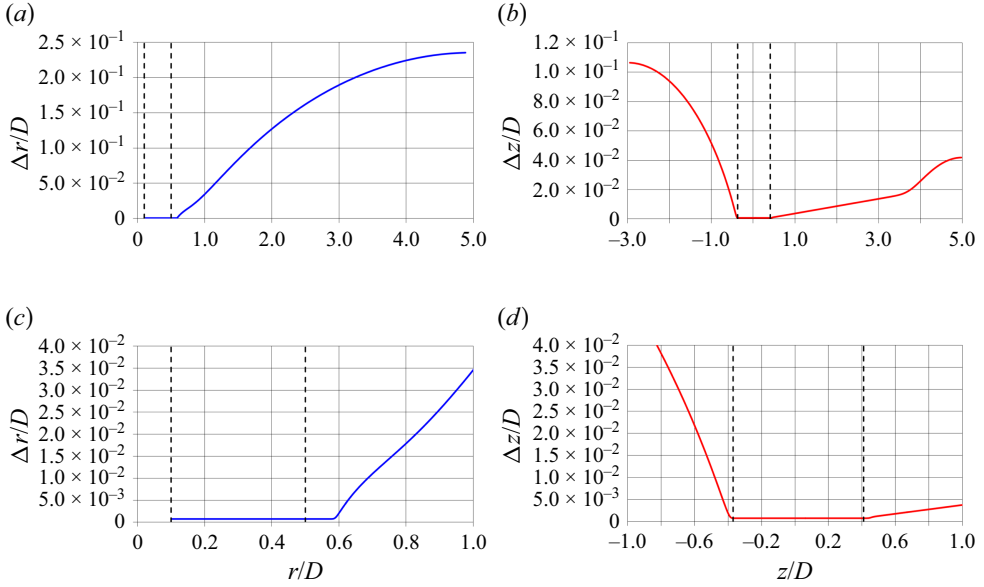 (a)
2.5 × 10⁻¹
2.0 × 10⁻¹
1.5 × 10⁻¹
1.0 × 10⁻¹
5.0 × 10⁻²
0
Δr/D
0 1.0 2.0 3.0 4.0 5.0
(b)
1.2 × 10⁻¹
1.0 × 10⁻¹
8.0 × 10⁻²
6.0 × 10⁻²
4.0 × 10⁻²
2.0 × 10⁻²
0
Δz/D
−3.0 −1.0 1.0 3.0 5.0
(c)
4.0 × 10⁻²
3.5 × 10⁻²
3.0 × 10⁻²
2.5 × 10⁻²
2.0 × 10⁻²
1.5 × 10⁻²
1.0 × 10⁻²
5.0 × 10⁻³
0
Δr/D
0 0.2 0.4 0.6 0.8 1.0
r/D
(d)
4.0 × 10⁻²
3.5 × 10⁻²
3.0 × 10⁻²
2.5 × 10⁻²
2.0 × 10⁻²
1.5 × 10⁻²
1.0 × 10⁻²
5.0 × 10⁻³
0
Δz/D
−1.0 −0.6 −0.2 0.2 0.6 1.0
z/D